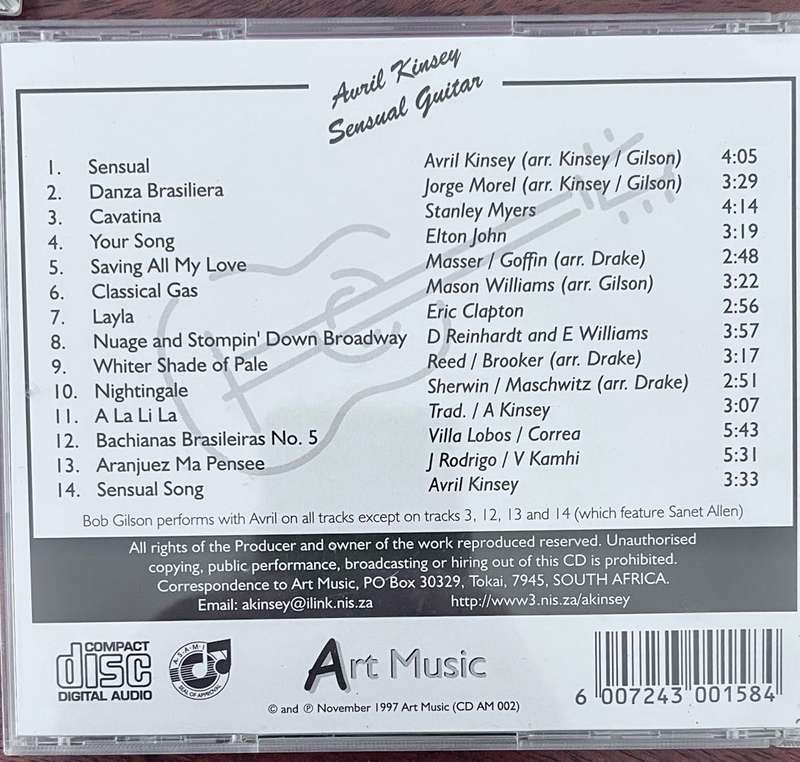 Avril Kinsey
Sensual Guitar
1. Sensual Avril Kinsey (arr. Kinsey / Gilson) 4:05
2. Danza Brasiliera Jorge Morel (arr. Kinsey / Gilson) 3:29
3. Cavatina Stanley Myers 4:14
4. Your Song Elton John 3:19
5. Saving All My Love Masser / Goffin (arr. Drake) 2:48
6. Classical Gas Mason Williams (arr. Gilson) 3:22
7. Layla Eric Clapton 2:56
8. Nuage and Stompin' Down Broadway D Reinhardt and E Williams 3:57
9. Whiter Shade of Pale Reed / Brooker (arr. Drake) 3:17
10. Nightingale Sherwin / Maschwitz (arr. Drake) 2:51
11. A La Li La Trad. / A Kinsey 3:07
12. Bachianas Brasileiras No. 5 Villa Lobos / Correa 5:43
13. Aranjuez Ma Pensee J Rodrigo / V Kamhi 5:31
14. Sensual Song Avril Kinsey 3:33
Bob Gilson performs with Avril on all tracks except on tracks 3, 12, 13 and 14 (which feature Sanet Allen)
All rights of the Producer and owner of the work reproduced reserved. Unauthorised
copying, public performance, broadcasting or hiring out of this CD is prohibited.
Correspondence to Art Music, PO Box 30329, Tokai, 7945, SOUTH AFRICA.
Email: akinsey@ilink.nis.za http://www3.nis.za/akinsey
COMPACT
disc
DIGITAL AUDIO
A.S.A.M.I
SEAL OF APPROVAL
Art Music
© and ℗ November 1997 Art Music (CD AM 002)
6 007243 001584